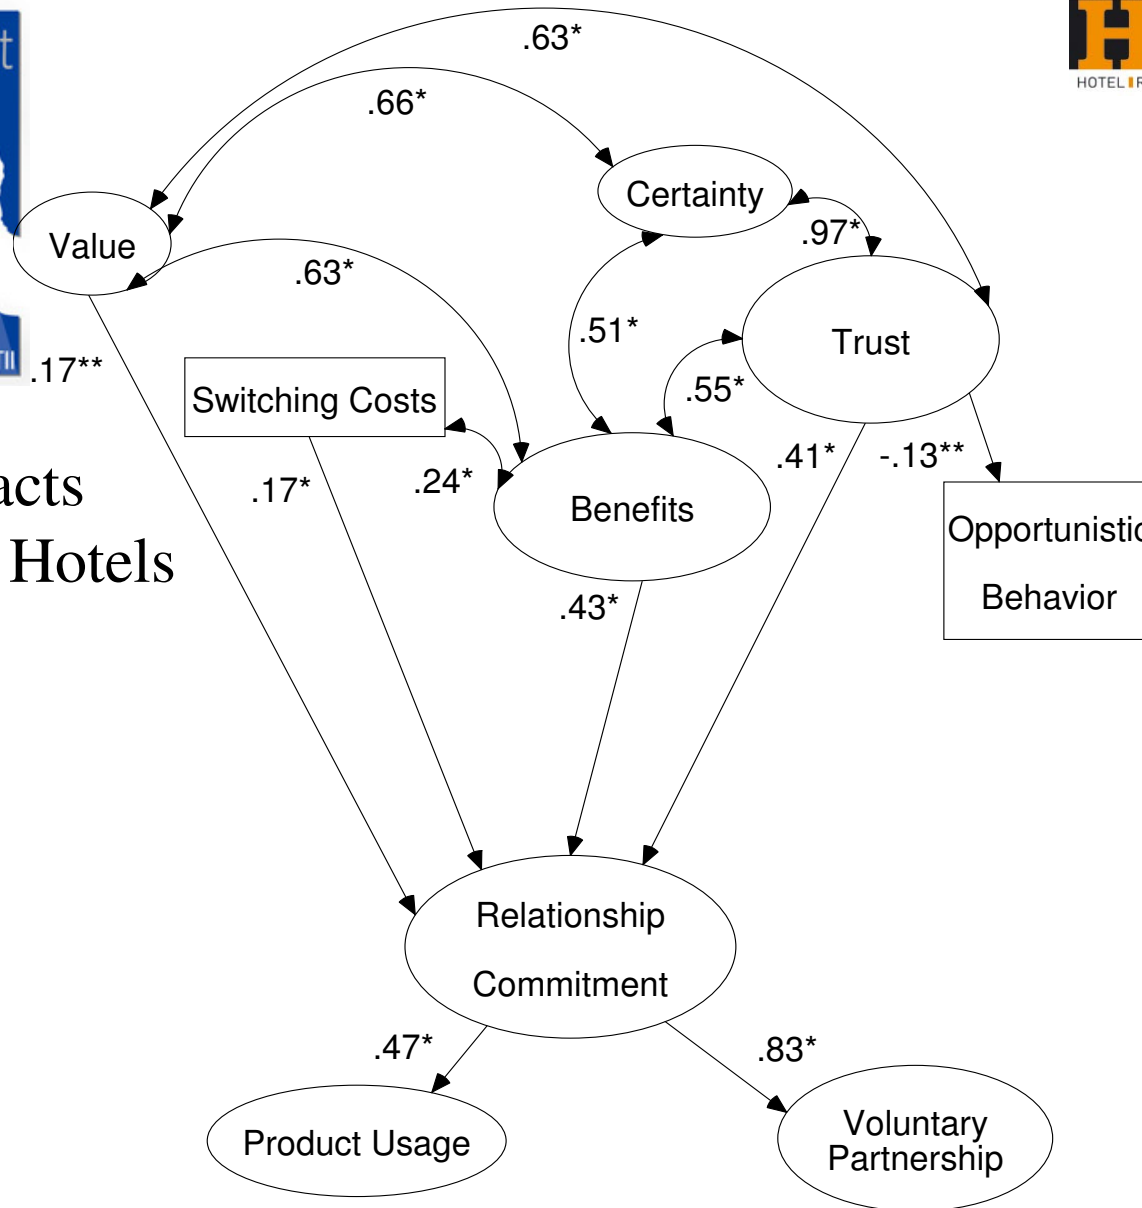 t
.63*
HOTEL R
.66*
Certainty
.97*
Value
.63*
.51*
Trust
.17**
Switching Costs
.55*
.24*
.41*
-.13**
.17*
acts
Benefits
Hotels
Opportunistic
Behavior
.43*
Relationship
Commitment
.47*
.83*
Product Usage
Voluntary
Partnership